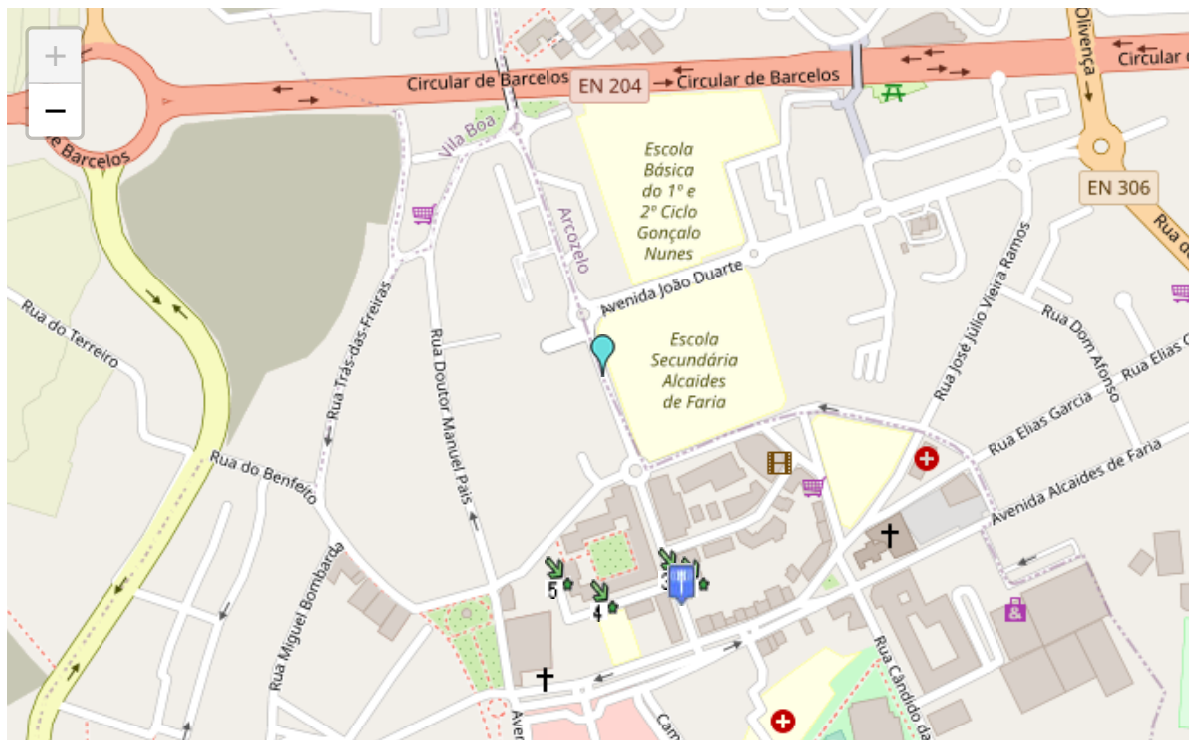 +
−
Circular de Barcelos
EN 204
Circular de Barcelos
Circular
Olivença
de Barcelos
Vila Boa
Arcozelo
Escola
Básica
do 1º e
2º Ciclo
Gonçalo
Nunes
EN 306
Rua do Terreiro
Rua Trás-das-Freiras
Rua Doutor Manuel Pais
Avenida João Duarte
Escola
Secundária
Alcaides
de Faria
Rua José Júlio Vieira Ramos
Rua Dom Afonso
Rua Elias
Rua Elias Garcia
Avenida Alcaides de Faria
Rua do Benfeito
Rua Miguel Bombarda
5
4
3
&
Rua Cândido da